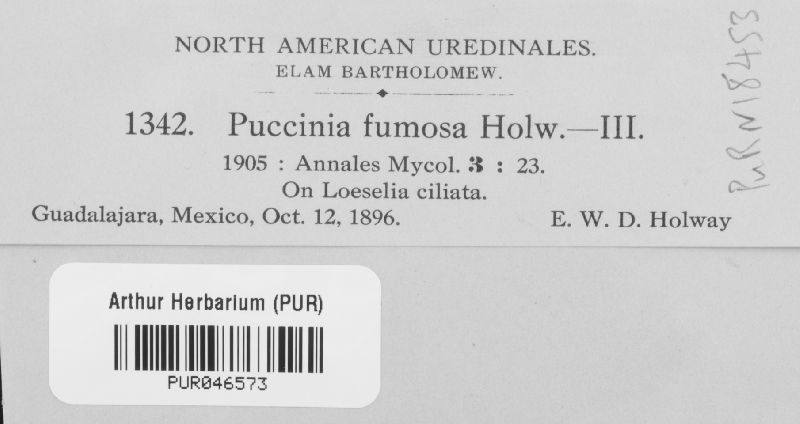 NORTH AMERICAN UREDINALES.
ELAM BARTHOLOMEW.
1342. Puccinia fumosa Holw.—III.
1905 : Annales Mycol. 3 : 23.
On Loeselia ciliata.
Guadalajara, Mexico, Oct. 12, 1896. E. W. D. Holway
PUR N18453
Arthur Herbarium (PUR)
PUR046573